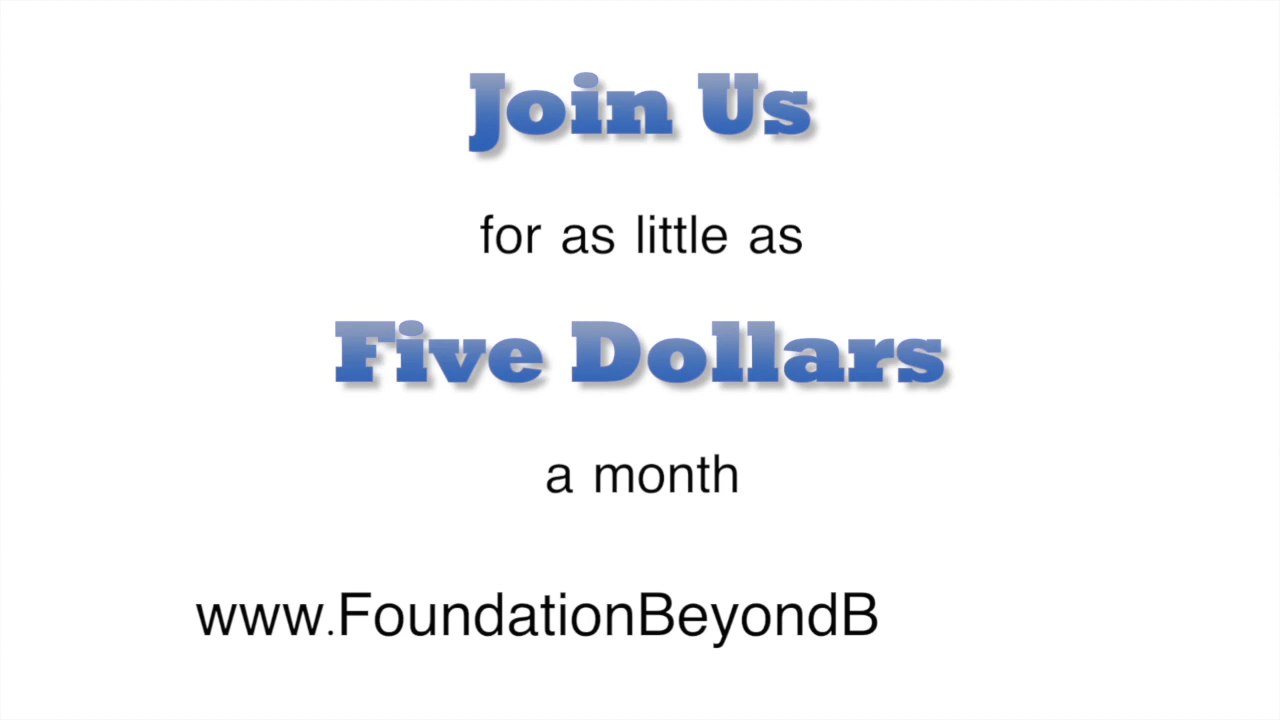 Join Us
for as little as
Five Dollars
a month
www.FoundationBeyondB